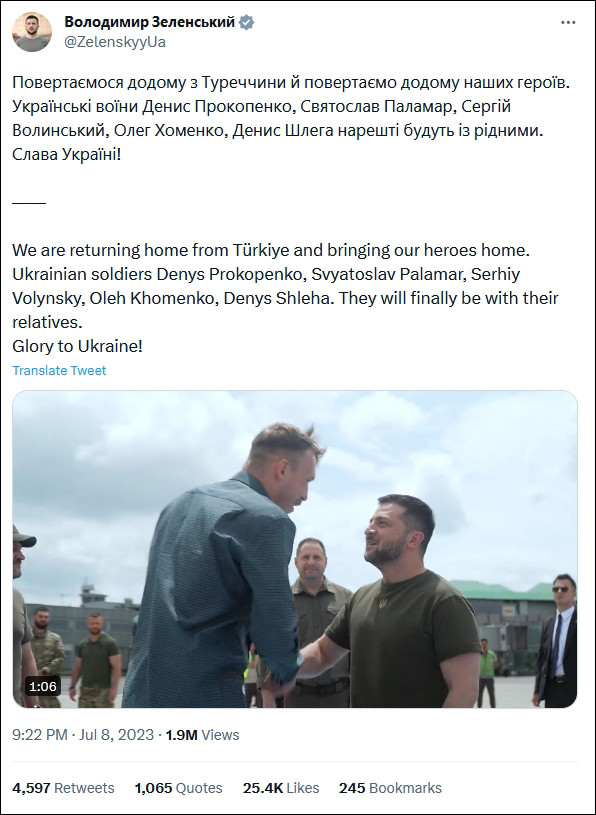 Володимир Зеленський
@ZelenskyyUa
Повертаємося додому з Туреччини й повертаємо додому наших героїв.
Українські воїни Денис Прокопенко, Святослав Паламар, Сергій
Волинський, Олег Хоменко, Денис Шлега нарешті будуть із рідними.
Слава Україні!
____
We are returning home from Türkiye and bringing our heroes home.
Ukrainian soldiers Denys Prokopenko, Svyatoslav Palamar, Serhiy
Volynsky, Oleh Khomenko, Denys Shleha. They will finally be with their
relatives.
Glory to Ukraine!
Translate Tweet
1:06
9:22 PM · Jul 8, 2023 · 1.9M Views
4,597 Retweets 1,065 Quotes 25.4K Likes 245 Bookmarks